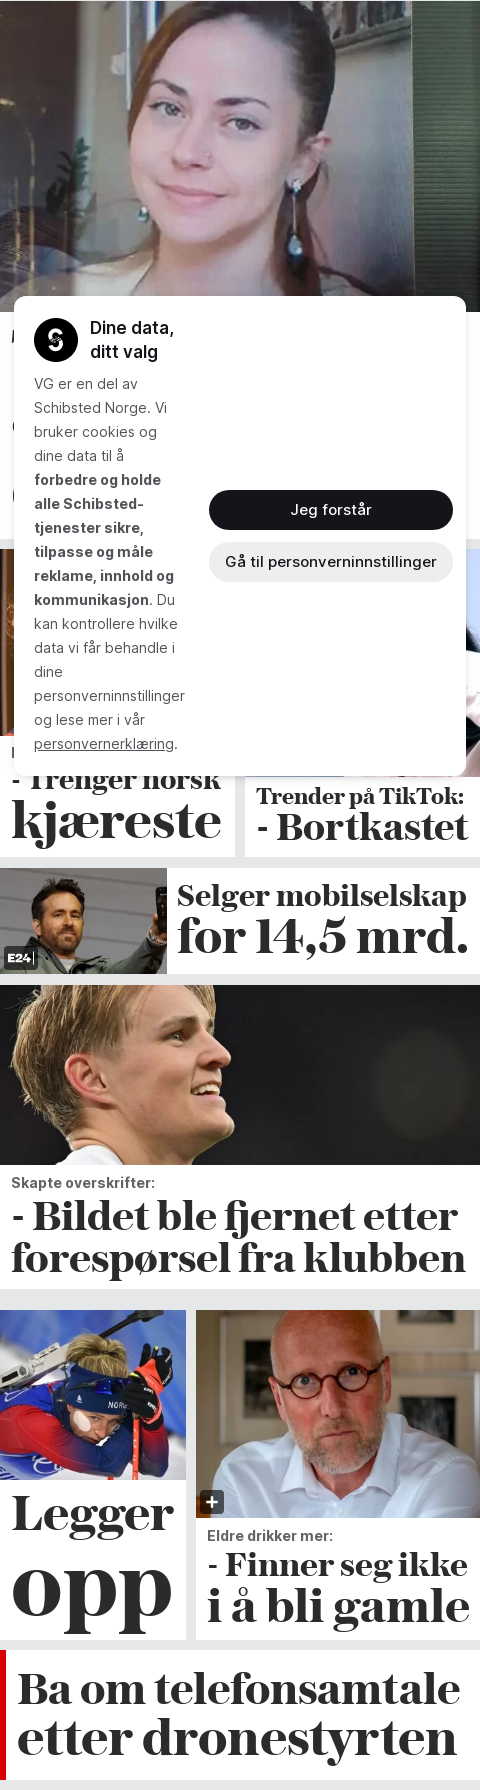 Dine data,
ditt valg
VG er en del av
Schibsted Norge. Vi
bruker cookies og
dine data til å
forbedre og holde
alle Schibsted-
tjenester sikre,
tilpasse og måle
reklame, innhold og
kommunikasjon. Du
kan kontrollere hvilke
data vi får behandle i
dine
personverninnstillinger
og lese mer i vår
personvernerklæring.
Jeg forstår
Gå til personverninnstillinger
- Trenger norsk
kjæreste
Trender på TikTok:
- Bortkastet
E24
Selger mobilselskap
for 14,5 mrd.
Skapte overskrifter:
- Bildet ble fjernet etter
forespørsel fra klubben
Legger
opp
Eldre drikker mer:
- Finner seg ikke
i å bli gamle
Ba om telefonsamtale
etter dronestyrten